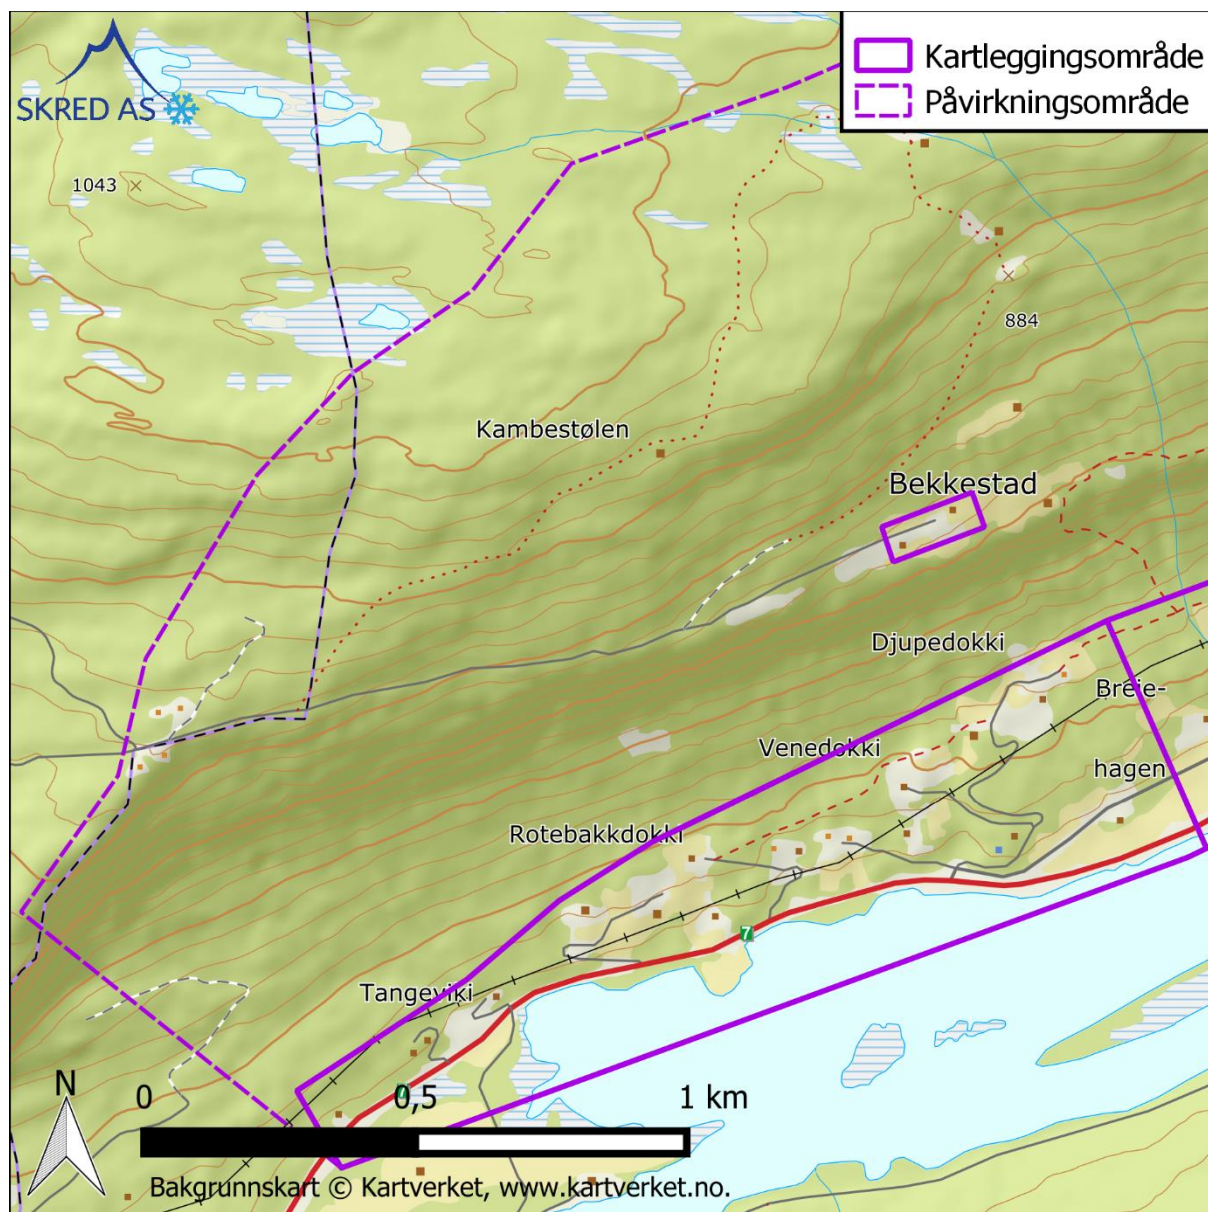 SKRED AS
Kartleggingsområde
Påvirkningsområde
1043
884
Kambestølen
Bekkestad
Djupedokki
Breie-
hagen
Venedokki
Rotebakkdokki
7
Tangeviki
7
N
0
0,5
1 km
Bakgrunnskart © Kartverket, www.kartverket.no.